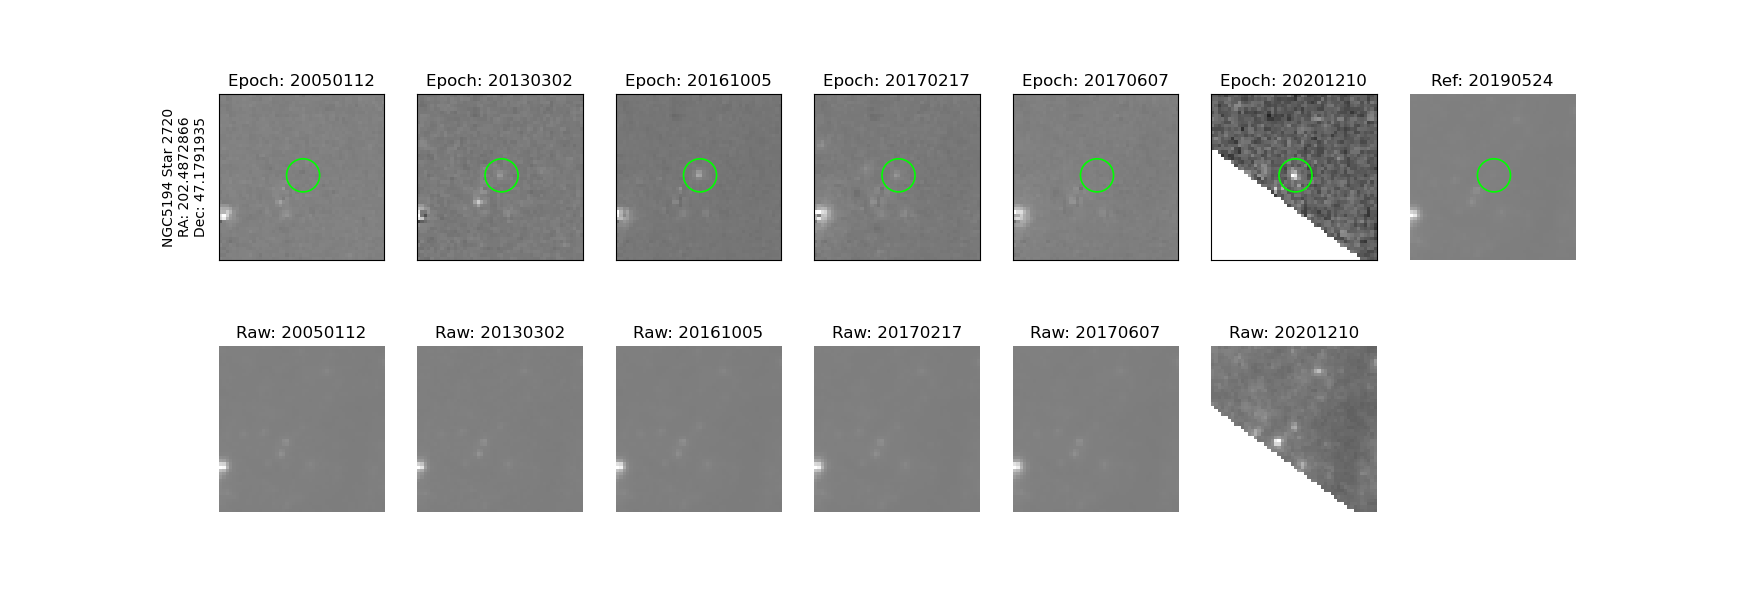 Epoch: 20050112
Epoch: 20130302
Epoch: 20161005
Epoch: 20170217
Epoch: 20170607
Epoch: 20201210
Ref: 20190524
NGC5194 Star 2720
RA: 202.4872866
Dec: 47.1791935
Raw: 20050112
Raw: 20130302
Raw: 20161005
Raw: 20170217
Raw: 20170607
Raw: 20201210